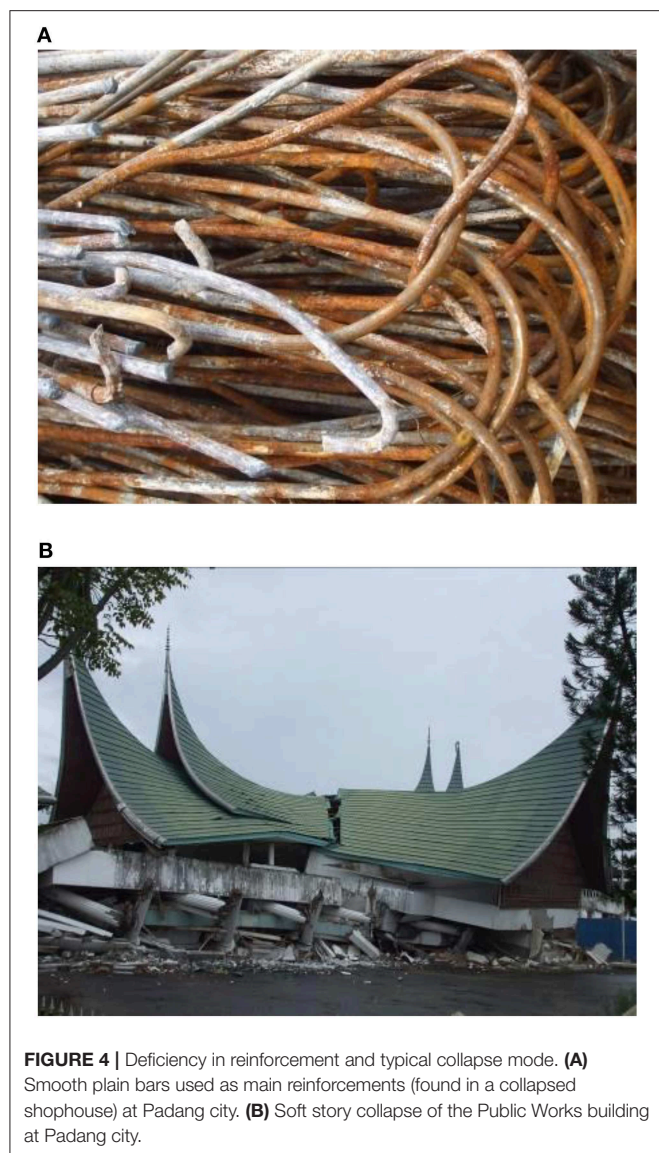 A
B
FIGURE 4 | Deficiency in reinforcement and typical collapse mode. (A)
Smooth plain bars used as main reinforcements (found in a collapsed
shophouse) at Padang city. (B) Soft story collapse of the Public Works building
at Padang city.